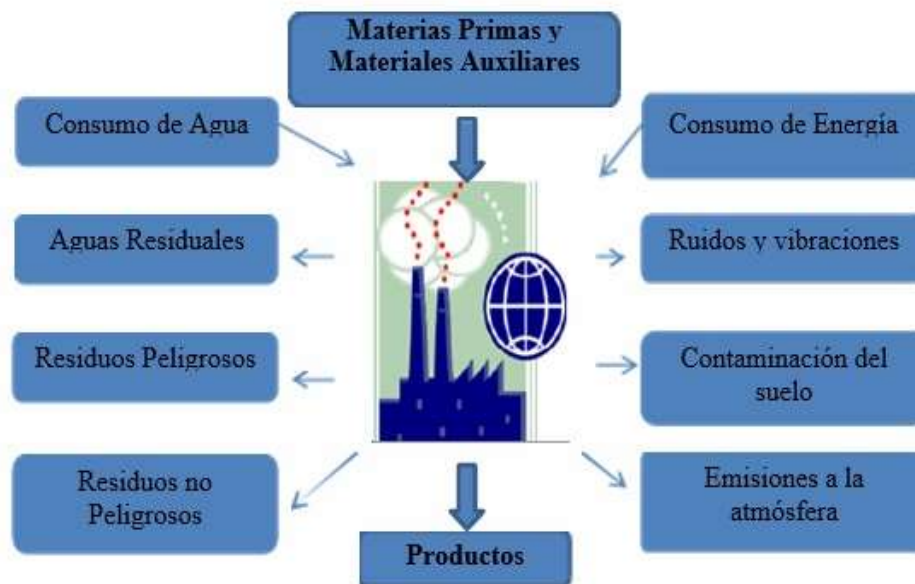 Materias Primas y
Materiales Auxiliares
Consumo de Agua
Consumo de Energía
Aguas Residuales
Ruidos y vibraciones
Residuos Peligrosos
Contaminación del
suelo
Residuos no
Peligrosos
Emisiones a la
atmósfera
Productos